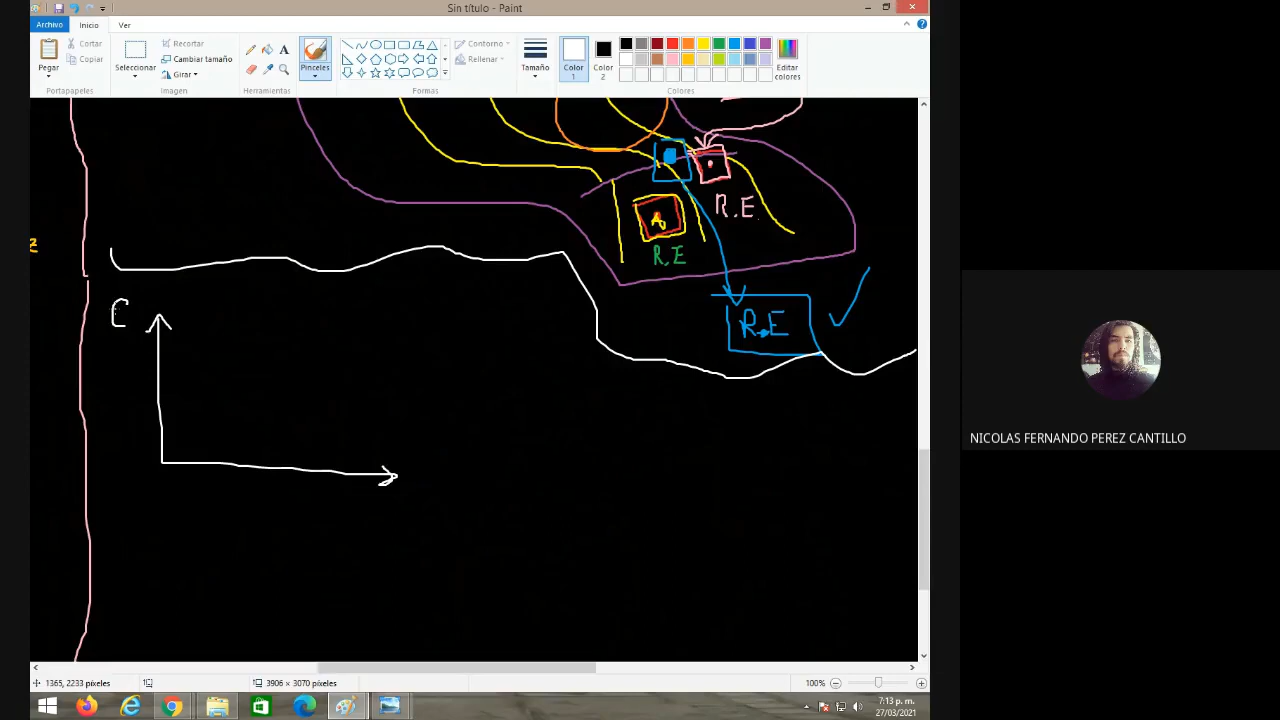 Sin título - Paint
Archivo Inicio Ver
Pegar
Cortar
Copiar
Portapapeles
Seleccionar
Recortar
Cambiar tamaño
Girar
Imagen
A
Herramientas
Pinceles
Contorno
Rellenar
Formas
Tamaño
Color 1
Color 2
Editar colores
Colores
R.E
A
R.E
R.E
E
z
1365, 2233 píxeles
3906 × 3070 píxeles
100%
7:13 p. m.
27/03/2021
NICOLAS FERNANDO PEREZ CANTILLO